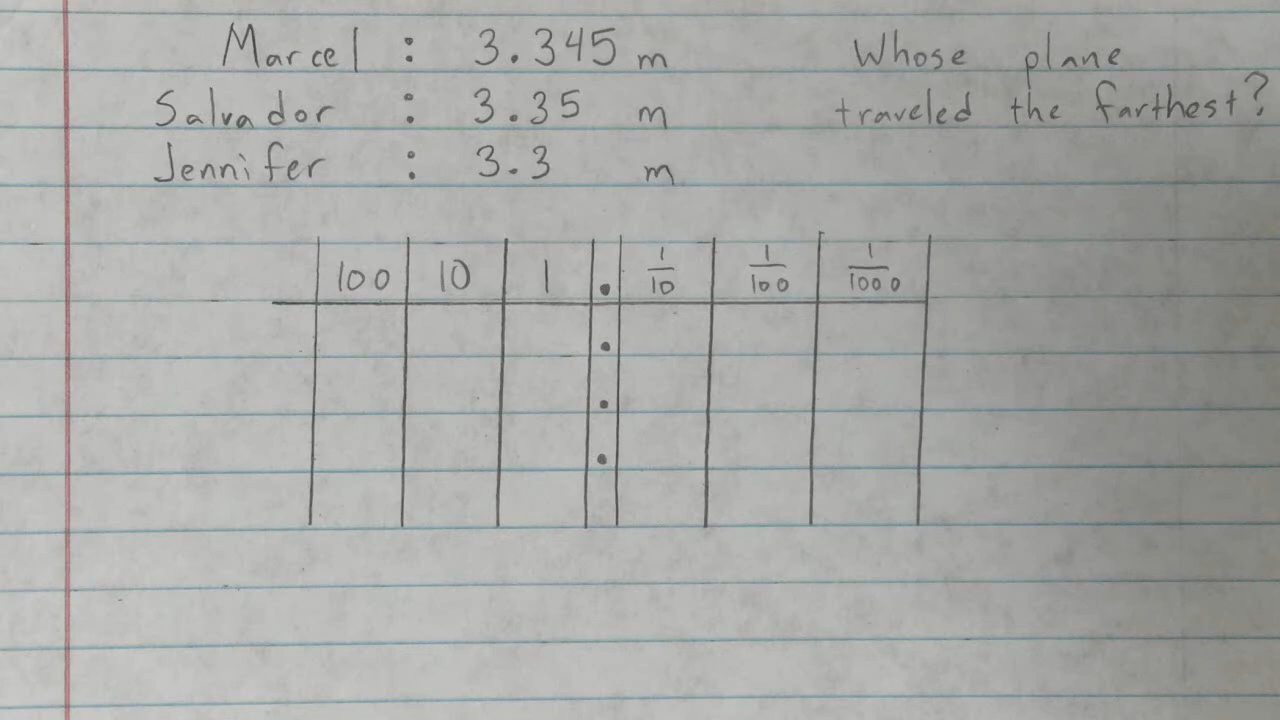 Marcel : 3.345 m Whose plane
Salvador : 3.35 m traveled the farthest?
Jennifer : 3.3 m
100 10 1 . 1/10 1/100 1/1000
.
.
.